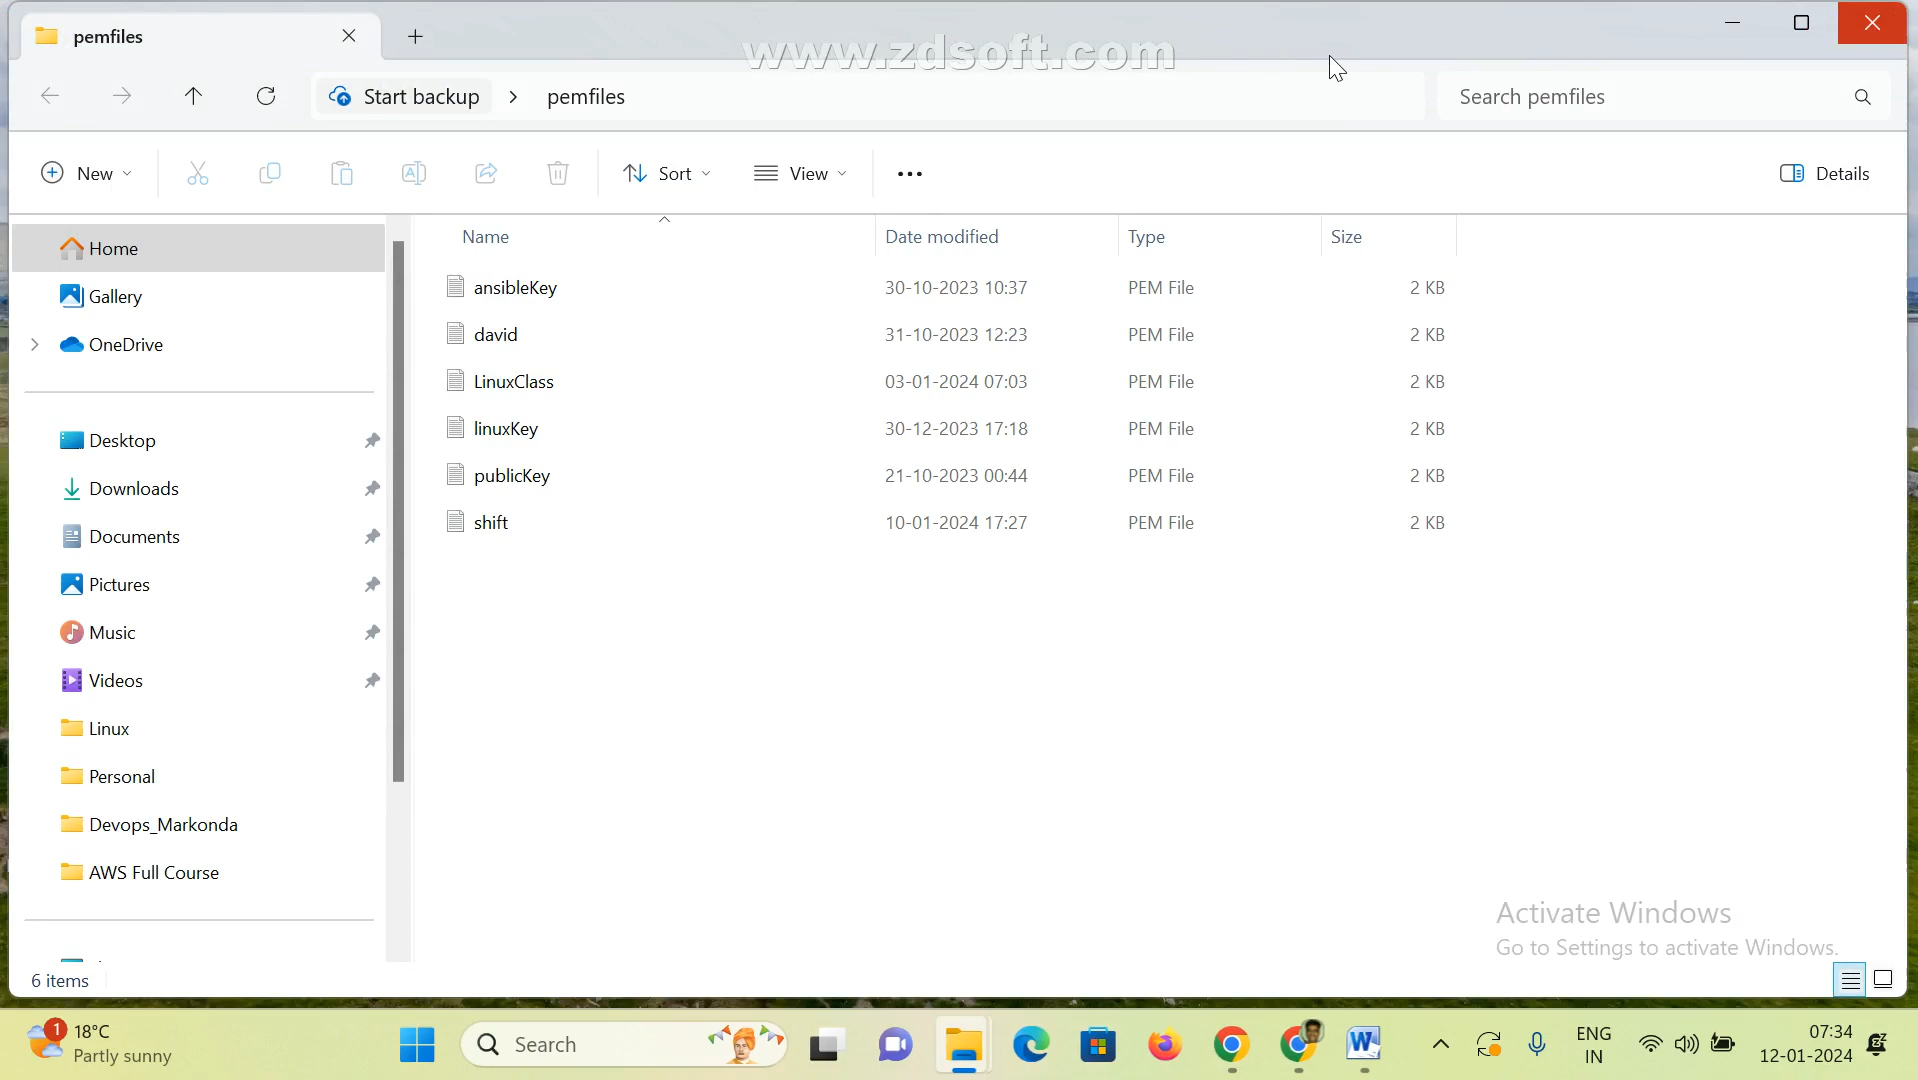 pemfiles
www.zdsoft.com
Start backup > pemfiles
Search pemfiles
New
Sort
View
Details
Name Date modified Type Size
ansibleKey 30-10-2023 10:37 PEM File 2 KB
david 31-10-2023 12:23 PEM File 2 KB
LinuxClass 03-01-2024 07:03 PEM File 2 KB
linuxKey 30-12-2023 17:18 PEM File 2 KB
publicKey 21-10-2023 00:44 PEM File 2 KB
shift 10-01-2024 17:27 PEM File 2 KB
Home
Gallery
OneDrive
Desktop
Downloads
Documents
Pictures
Music
Videos
Linux
Personal
Devops_Markonda
AWS Full Course
Activate Windows
Go to Settings to activate Windows.
6 items
1
18°C
Partly sunny
Search
ENG
IN
07:34
12-01-2024